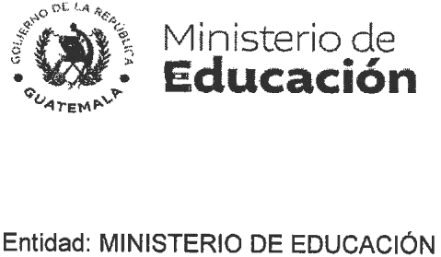 GOBIERNO DE LA REPÚBLICA
GUATEMALA
Ministerio de
Educación
Entidad: MINISTERIO DE EDUCACIÓN